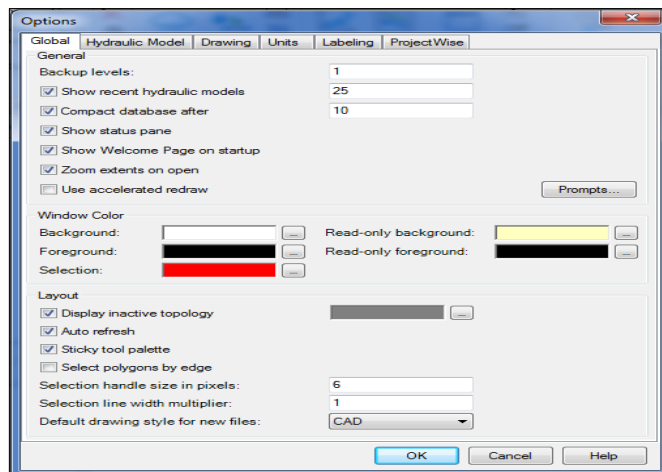 Options
Global Hydraulic Model Drawing Units Labeling ProjectWise
General
Backup levels: 1
Show recent hydraulic models 25
Compact database after 10
Show status pane
Show Welcome Page on startup
Zoom extents on open
Use accelerated redraw Prompts...
Window Color
Background: ... Read-only background: ...
Foreground: ... Read-only foreground: ...
Selection: ...
Layout
Display inactive topology ...
Auto refresh
Sticky tool palette
Select polygons by edge
Selection handle size in pixels: 6
Selection line width multiplier: 1
Default drawing style for new files: CAD
OK Cancel Help